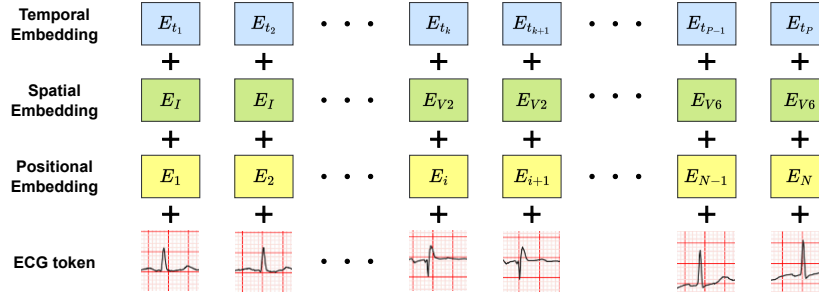 Temporal Embedding E_{t_1} E_{t_2} · · · E_{t_k} E_{t_{k+1}} · · · E_{t_{P-1}} E_{t_P}
+ + + + + +
Spatial Embedding E_I E_I · · · E_{V2} E_{V2} · · · E_{V6} E_{V6}
+ + + + + +
Positional Embedding E_1 E_2 · · · E_i E_{i+1} · · · E_{N-1} E_N
+ + + + + +
ECG token · · ·